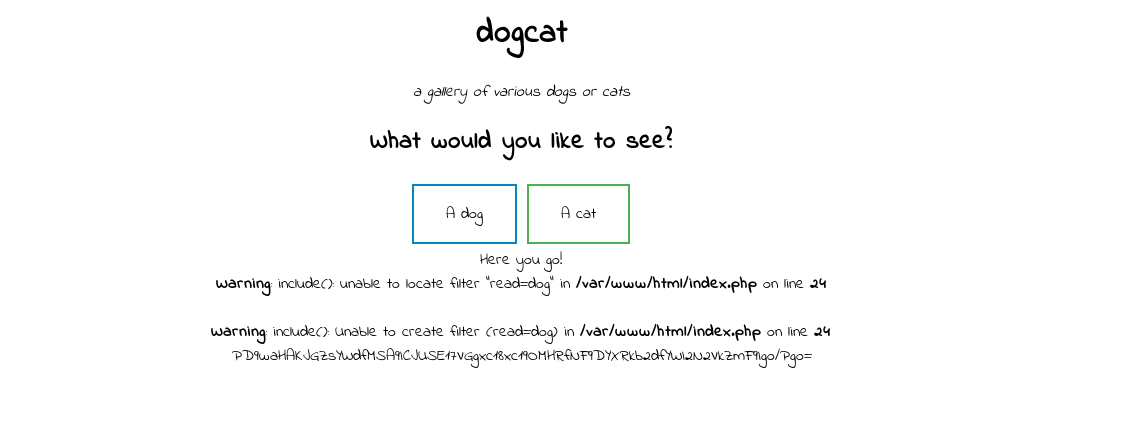 dogcat
a gallery of various dogs or cats
What would you like to see?
A dog
A cat
Here you go!
Warning: include(): unable to locate filter "read=dog" in /var/www/html/index.php on line 24
Warning: include(): Unable to create filter (read=dog) in /var/www/html/index.php on line 24